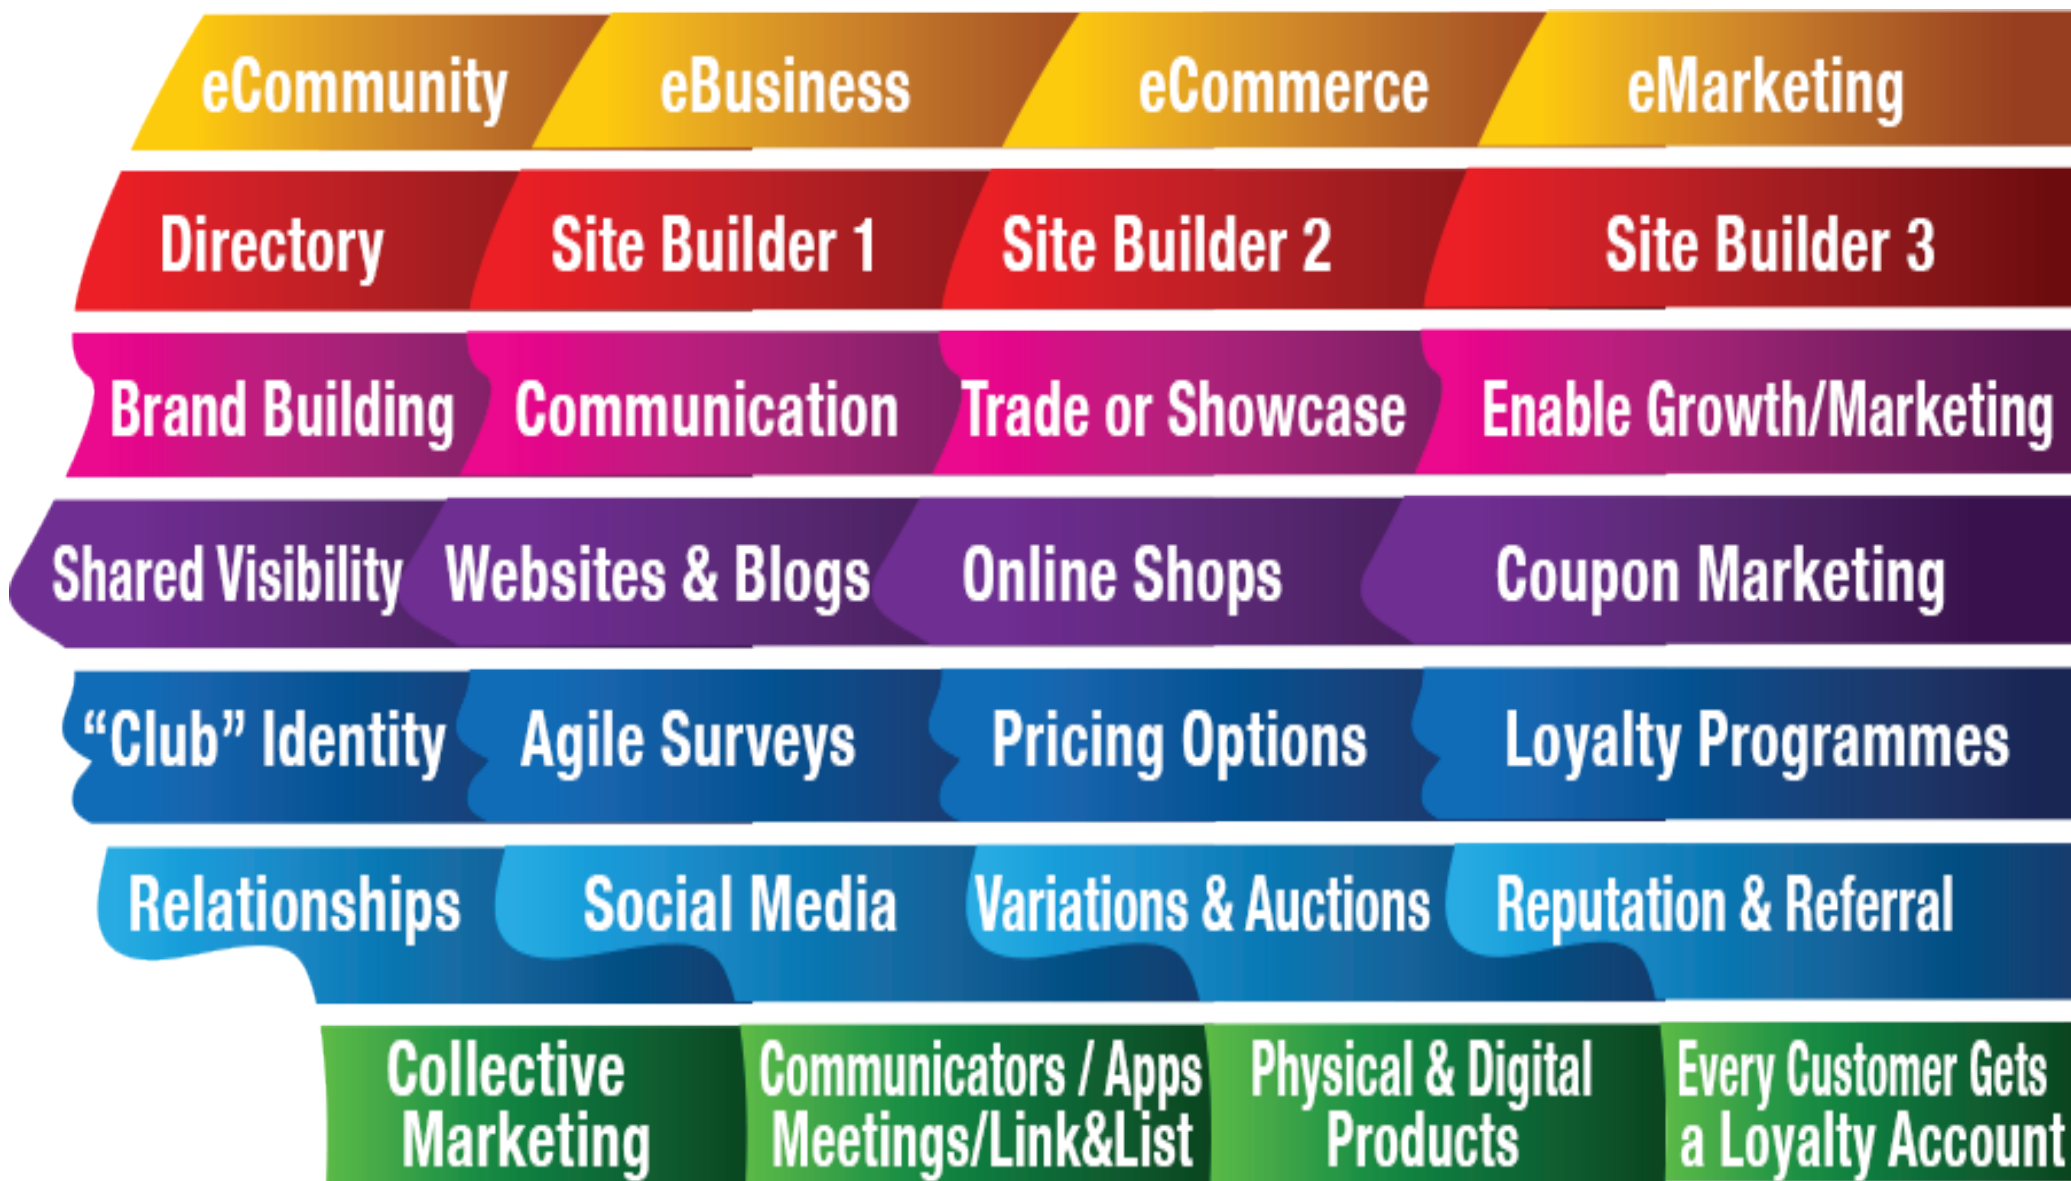 eCommunity eBusiness eCommerce eMarketing
Directory Site Builder 1 Site Builder 2 Site Builder 3
Brand Building Communication Trade or Showcase Enable Growth/Marketing
Shared Visibility Websites & Blogs Online Shops Coupon Marketing
“Club” Identity Agile Surveys Pricing Options Loyalty Programmes
Relationships Social Media Variations & Auctions Reputation & Referral
Collective
Marketing
Communicators / Apps
Meetings/Link&List
Physical & Digital
Products
Every Customer Gets
a Loyalty Account